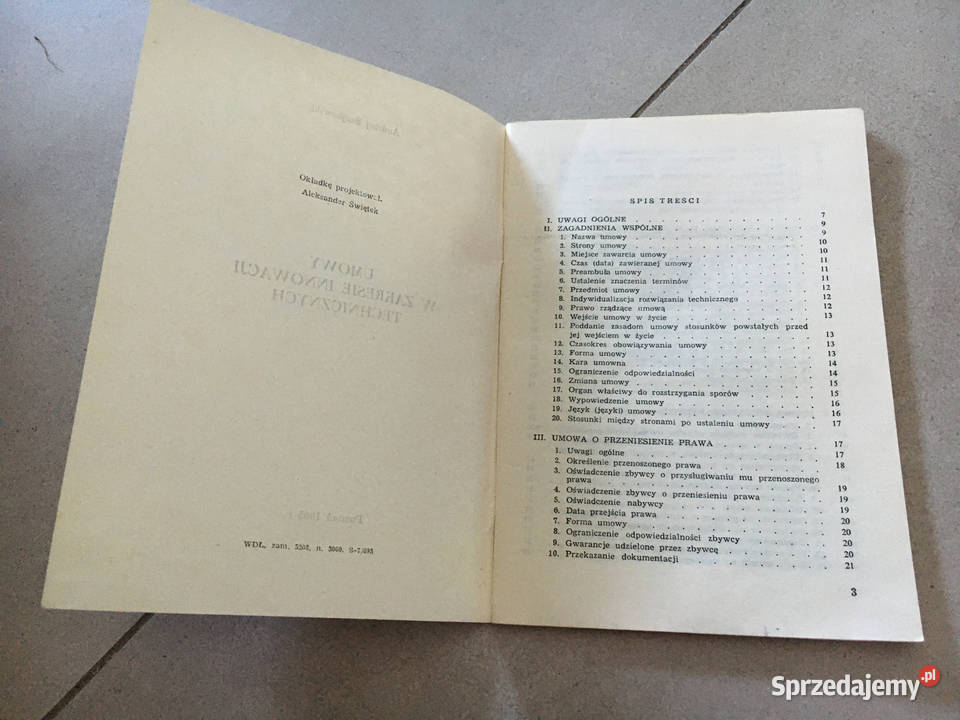 Okładkę projektował.
Aleksander Świętek
UMOWY
W ZAKRESIE INNOWACJI
TECHNICZNYCH
WDŁ, zam.
SPIS TREŚCI
I. UWAGI OGÓLNE . . . . . . . . . . 7
II. ZAGADNIENIA WSPÓLNE . . . . . . . . 9
1. Nazwa umowy . . . . . . . . . . 9
2. Strony umowy . . . . . . . . . . 10
3. Miejsce zawarcia umowy . . . . . . . . 10
4. Czas (data) zawieranej umowy . . . . . . 11
5. Preambuła umowy . . . . . . . . . 11
6. Ustalenie znaczenia terminów . . . . . . 11
7. Przedmiot umowy . . . . . . . . . 12
8. Indywidualizacja rozwiązania technicznego . . . . 12
9. Prawo rządzące umową . . . . . . . . 12
10. Wejście umowy w życie . . . . . . . . 13
11. Poddanie zasadom umowy stosunków powstałych przed
jej wejściem w życie . . . . . . . . 13
12. Czasokres obowiązywania umowy . . . . . . 13
13. Forma umowy . . . . . . . . . . 13
14. Kara umowna . . . . . . . . . . 14
15. Ograniczenie odpowiedzialności . . . . . . 14
16. Zmiana umowy . . . . . . . . . . 15
17. Organ właściwy do rozstrzygania sporów . . . . 15
18. Wypowiedzenie umowy . . . . . . . . 16
19. Język (języki) umowy . . . . . . . . 16
20. Stosunki między stronami po ustaleniu umowy . . . 17
III. UMOWA O PRZENIESIENIE PRAWA . . . . . . 17
1. Uwagi ogólne . . . . . . . . . . 17
2. Określenie przenoszonego prawa . . . . . . 18
3. Oświadczenie zbywcy o przysługiwaniu mu przenoszonego
prawa . . . . . . . . . . . 19
4. Oświadczenie zbywcy o przeniesieniu prawa . . . . 19
5. Oświadczenie nabywcy . . . . . . . . 19
6. Data przejścia prawa . . . . . . . . 20
7. Forma umowy . . . . . . . . . . 20
8. Ograniczenie odpowiedzialności zbywcy . . . . . 20
9. Gwarancje udzielone przez zbywcę . . . . . 20
10. Przekazanie dokumentacji . . . . . . . 21
3
Sprzedajemy.pl